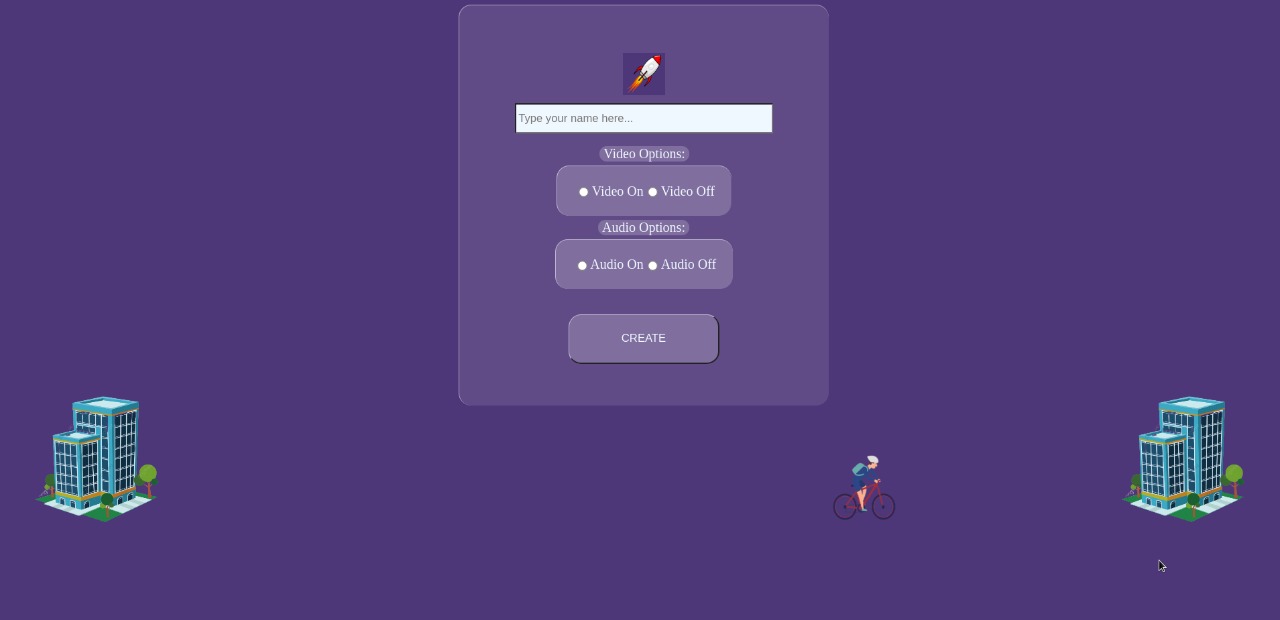 Type your name here...
Video Options:
Video On Video Off
Audio Options:
Audio On Audio Off
CREATE